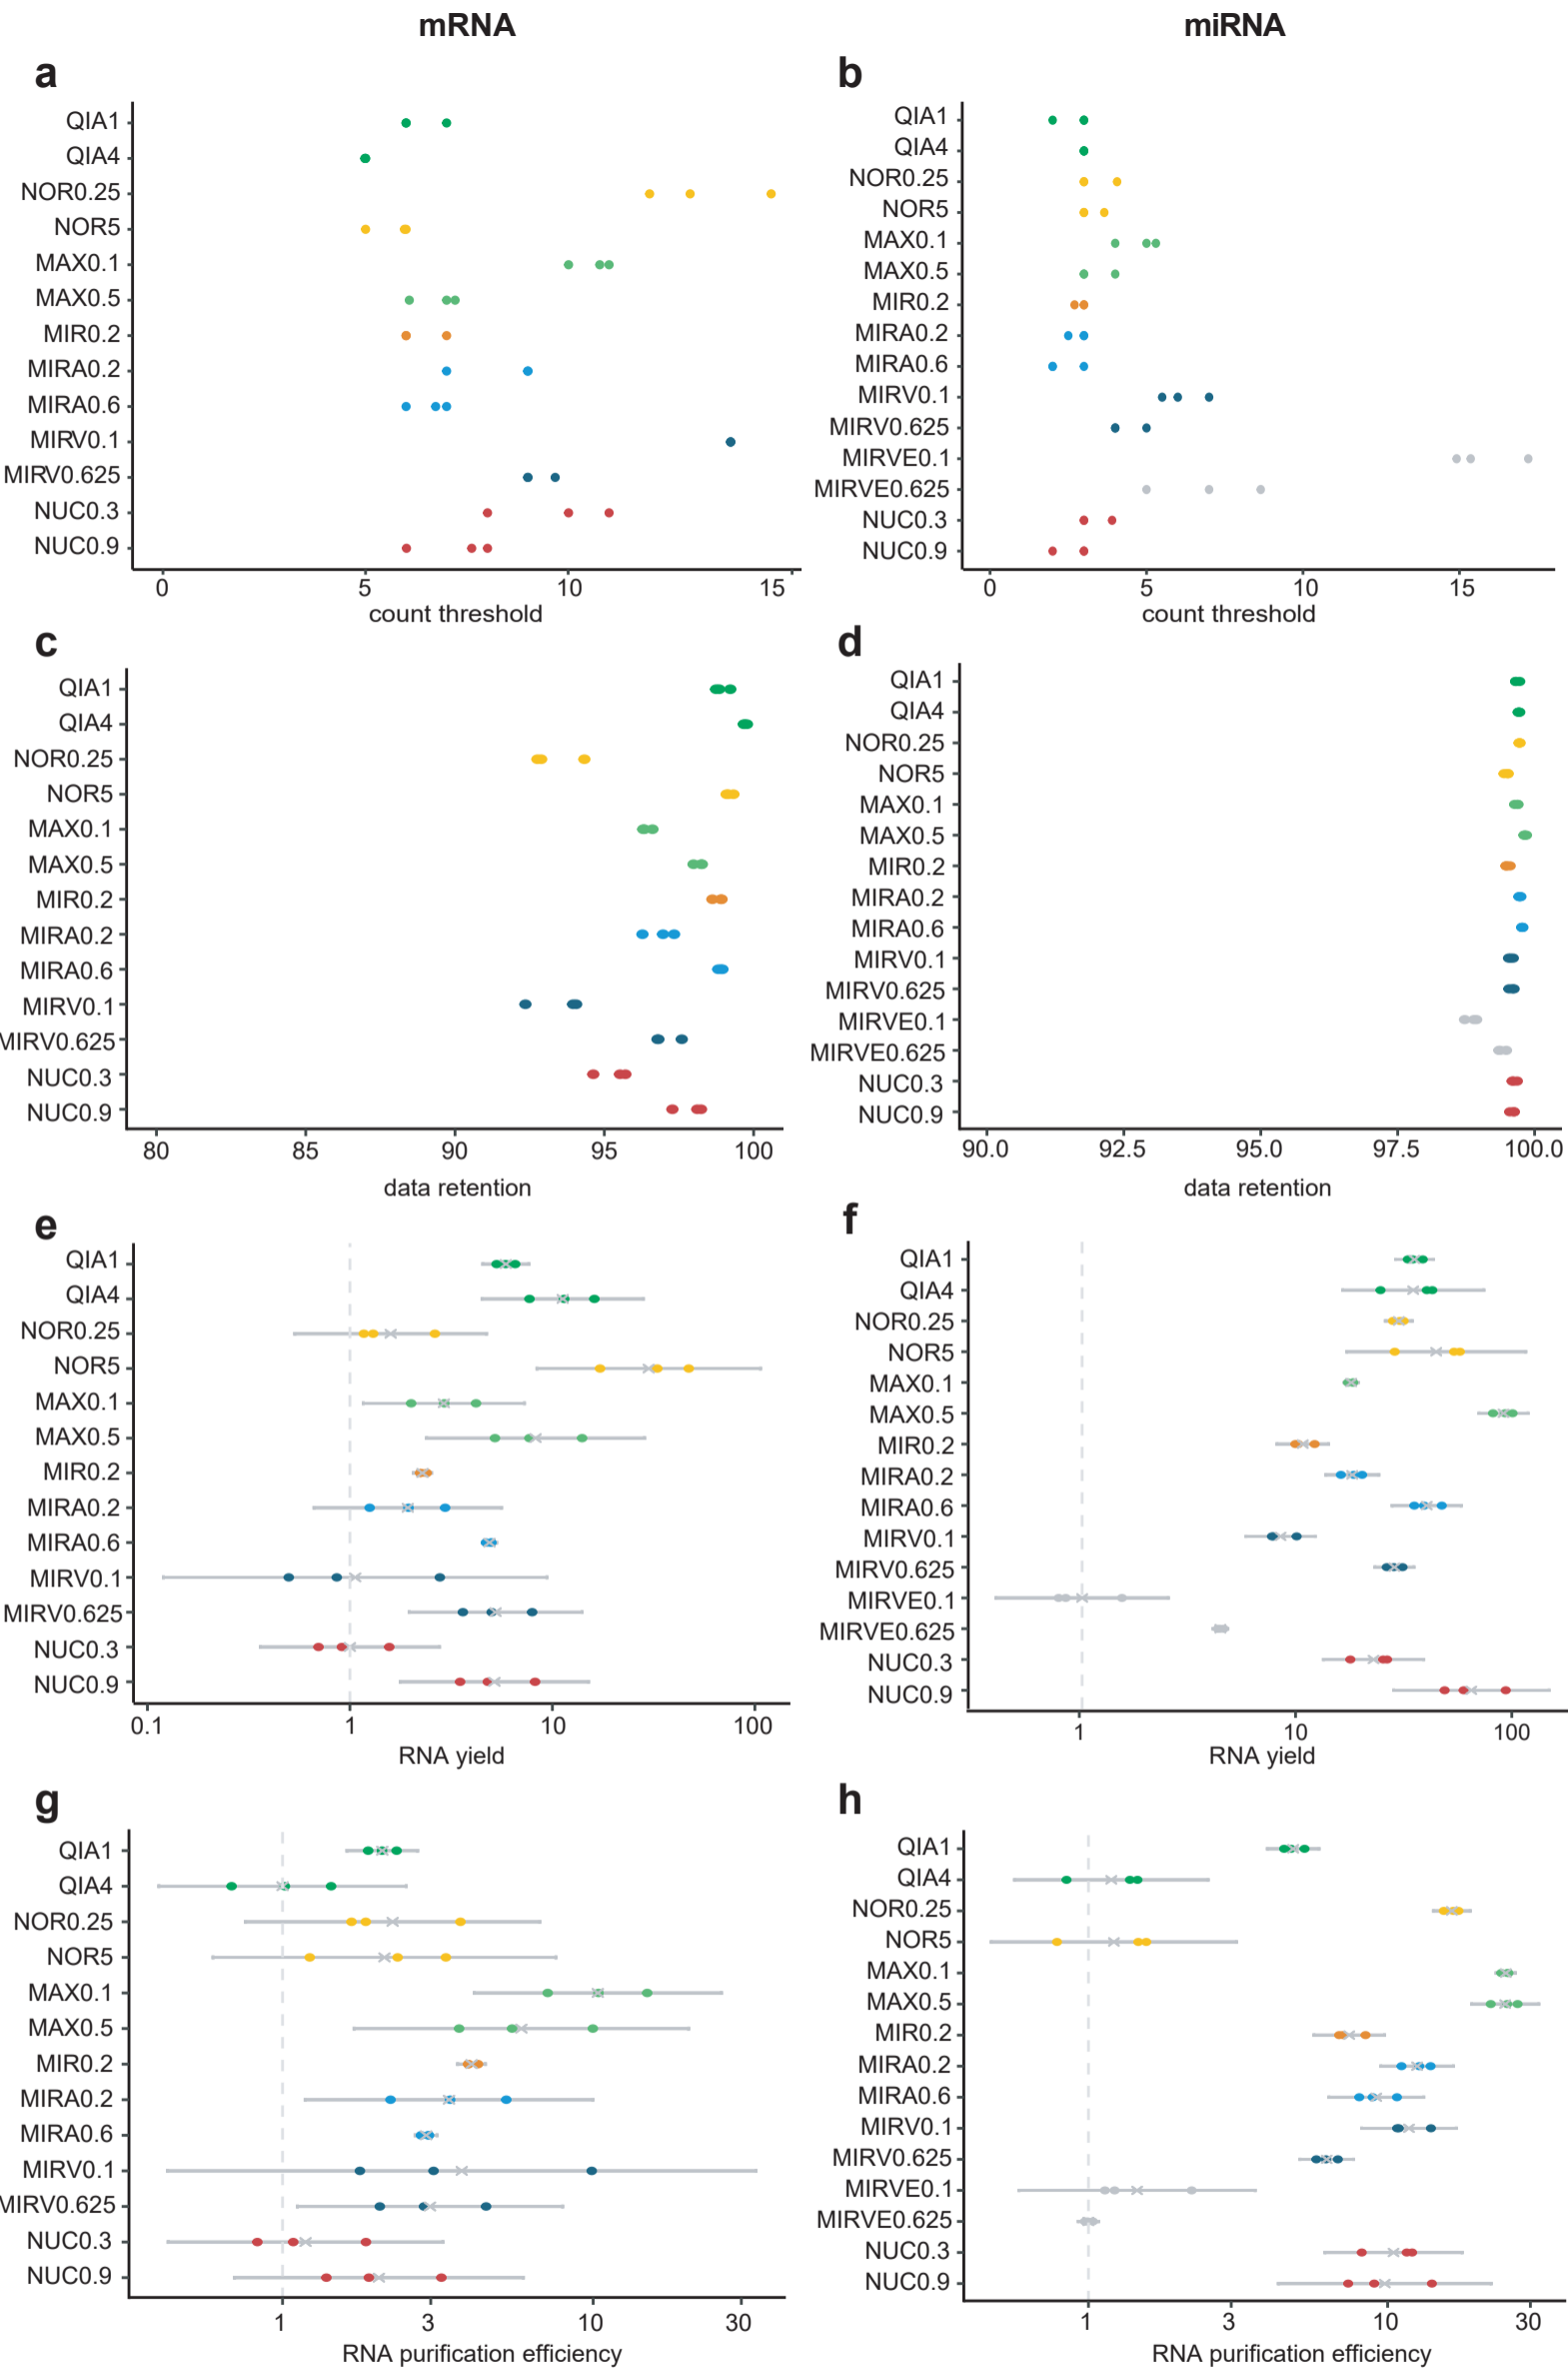 mRNA
miRNA
a
QIA1
QIA4
NOR0.25
NOR5
MAX0.1
MAX0.5
MIR0.2
MIRA0.2
MIRA0.6
MIRV0.1
MIRV0.625
NUC0.3
NUC0.9
0 5 10 15
count threshold
b
QIA1
QIA4
NOR0.25
NOR5
MAX0.1
MAX0.5
MIR0.2
MIRA0.2
MIRA0.6
MIRV0.1
MIRV0.625
MIRVE0.1
MIRVE0.625
NUC0.3
NUC0.9
0 5 10 15
count threshold
c
QIA1
QIA4
NOR0.25
NOR5
MAX0.1
MAX0.5
MIR0.2
MIRA0.2
MIRA0.6
MIRV0.1
MIRV0.625
NUC0.3
NUC0.9
80 85 90 95 100
data retention
d
QIA1
QIA4
NOR0.25
NOR5
MAX0.1
MAX0.5
MIR0.2
MIRA0.2
MIRA0.6
MIRV0.1
MIRV0.625
MIRVE0.1
MIRVE0.625
NUC0.3
NUC0.9
90.0 92.5 95.0 97.5 100.0
data retention
e
QIA1
QIA4
NOR0.25
NOR5
MAX0.1
MAX0.5
MIR0.2
MIRA0.2
MIRA0.6
MIRV0.1
MIRV0.625
NUC0.3
NUC0.9
0.1 1 10 100
RNA yield
f
QIA1
QIA4
NOR0.25
NOR5
MAX0.1
MAX0.5
MIR0.2
MIRA0.2
MIRA0.6
MIRV0.1
MIRV0.625
MIRVE0.1
MIRVE0.625
NUC0.3
NUC0.9
1 10 100
RNA yield
g
QIA1
QIA4
NOR0.25
NOR5
MAX0.1
MAX0.5
MIR0.2
MIRA0.2
MIRA0.6
MIRV0.1
MIRV0.625
NUC0.3
NUC0.9
1 3 10 30
RNA purification efficiency
h
QIA1
QIA4
NOR0.25
NOR5
MAX0.1
MAX0.5
MIR0.2
MIRA0.2
MIRA0.6
MIRV0.1
MIRV0.625
MIRVE0.1
MIRVE0.625
NUC0.3
NUC0.9
1 3 10 30
RNA purification efficiency